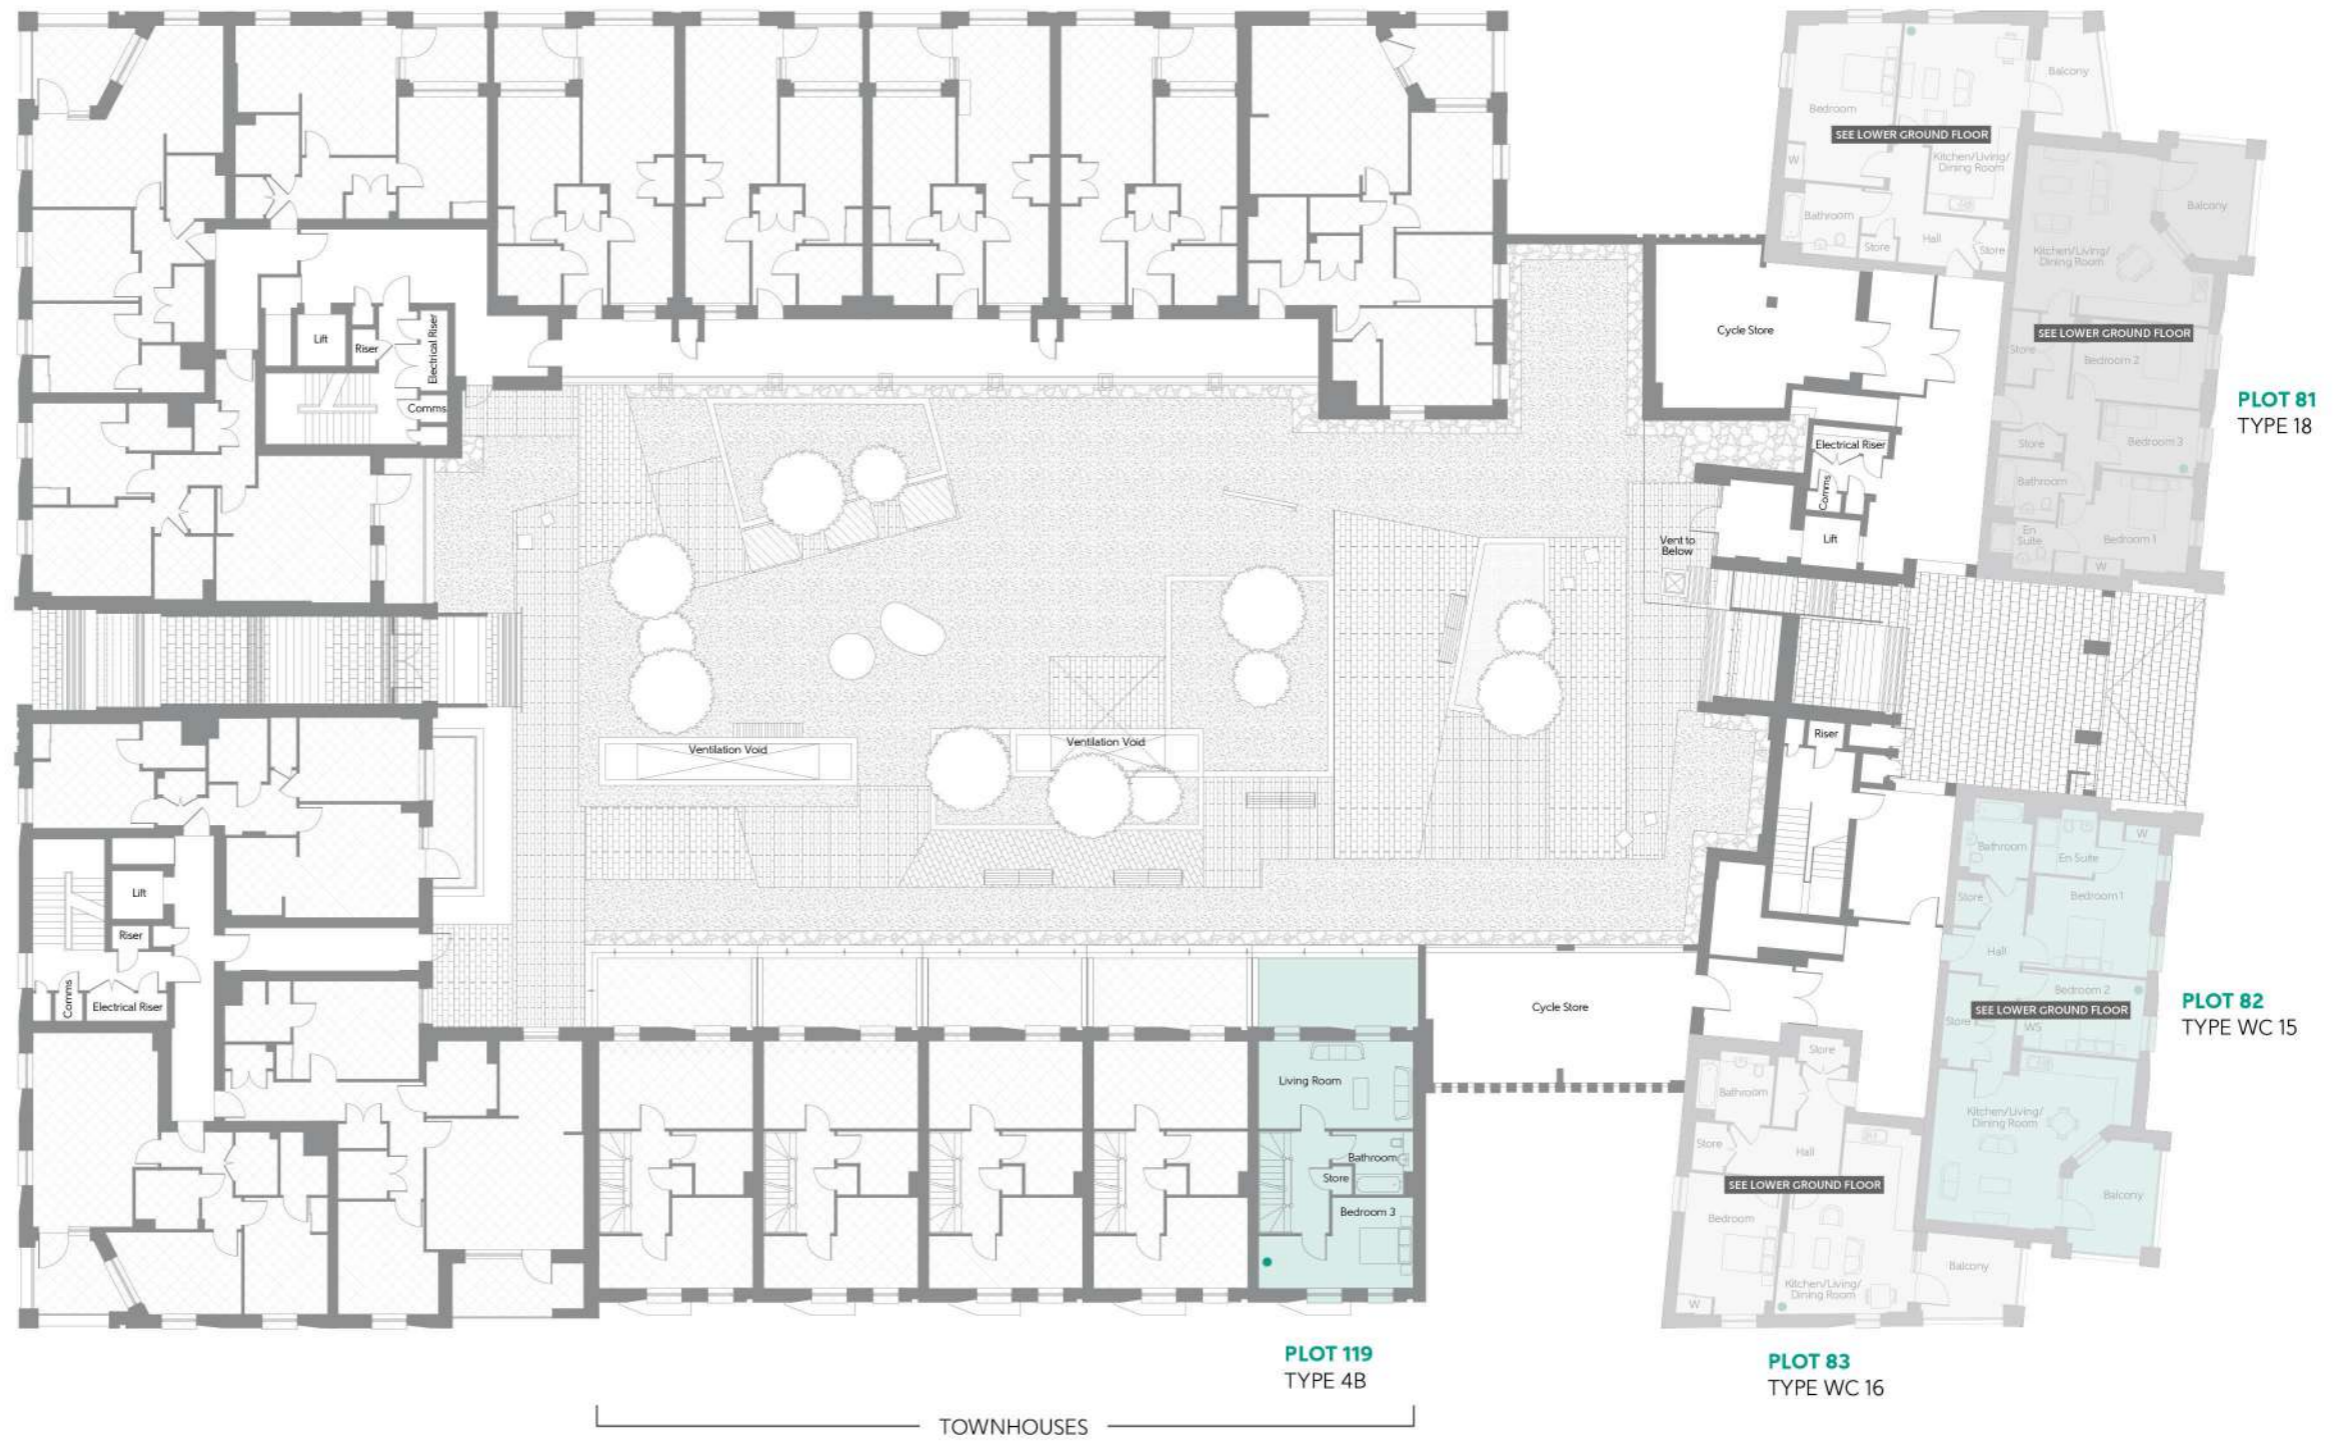 Bedroom
SEE LOWER GROUND FLOOR
Kitchen/Living/
Dining Room
W
Bathroom
Store
Hall
Store
Balcony
Balcony
Kitchen/Living/
Dining Room
SEE LOWER GROUND FLOOR
Store
Bedroom 2
Store
Bedroom 3
Bathroom
En
Suite
Bedroom 1
W
PLOT 81
TYPE 18
Cycle Store
Electrical Riser
Comms
Lift
Vent to
Below
Lift
Riser
Electrical Riser
Comms
Ventilation Void
Ventilation Void
Riser
Lift
Riser
Comms
Electrical Riser
Cycle Store
Living Room
Bathroom
Store
Bedroom 3
Bathroom
En Suite
W
Store
Bedroom 1
Hall
Bedroom 2
SEE LOWER GROUND FLOOR
Store
WS
Kitchen/Living/
Dining Room
Balcony
PLOT 82
TYPE WC 15
Store
Bathroom
Store
Hall
SEE LOWER GROUND FLOOR
Bedroom
W
Kitchen/Living/
Dining Room
Balcony
PLOT 119
TYPE 4B
PLOT 83
TYPE WC 16
TOWNHOUSES